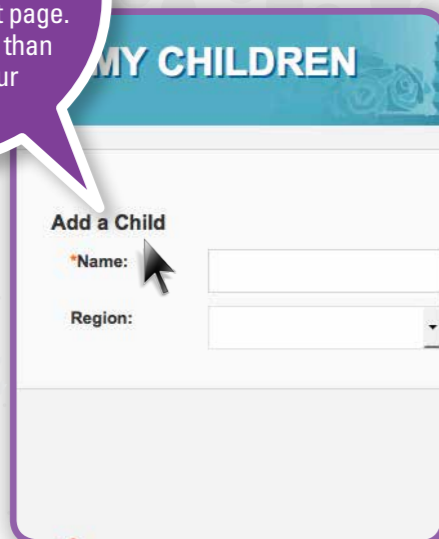 t page.
than
ur
MY CHILDREN
Add a Child
*Name:
Region: